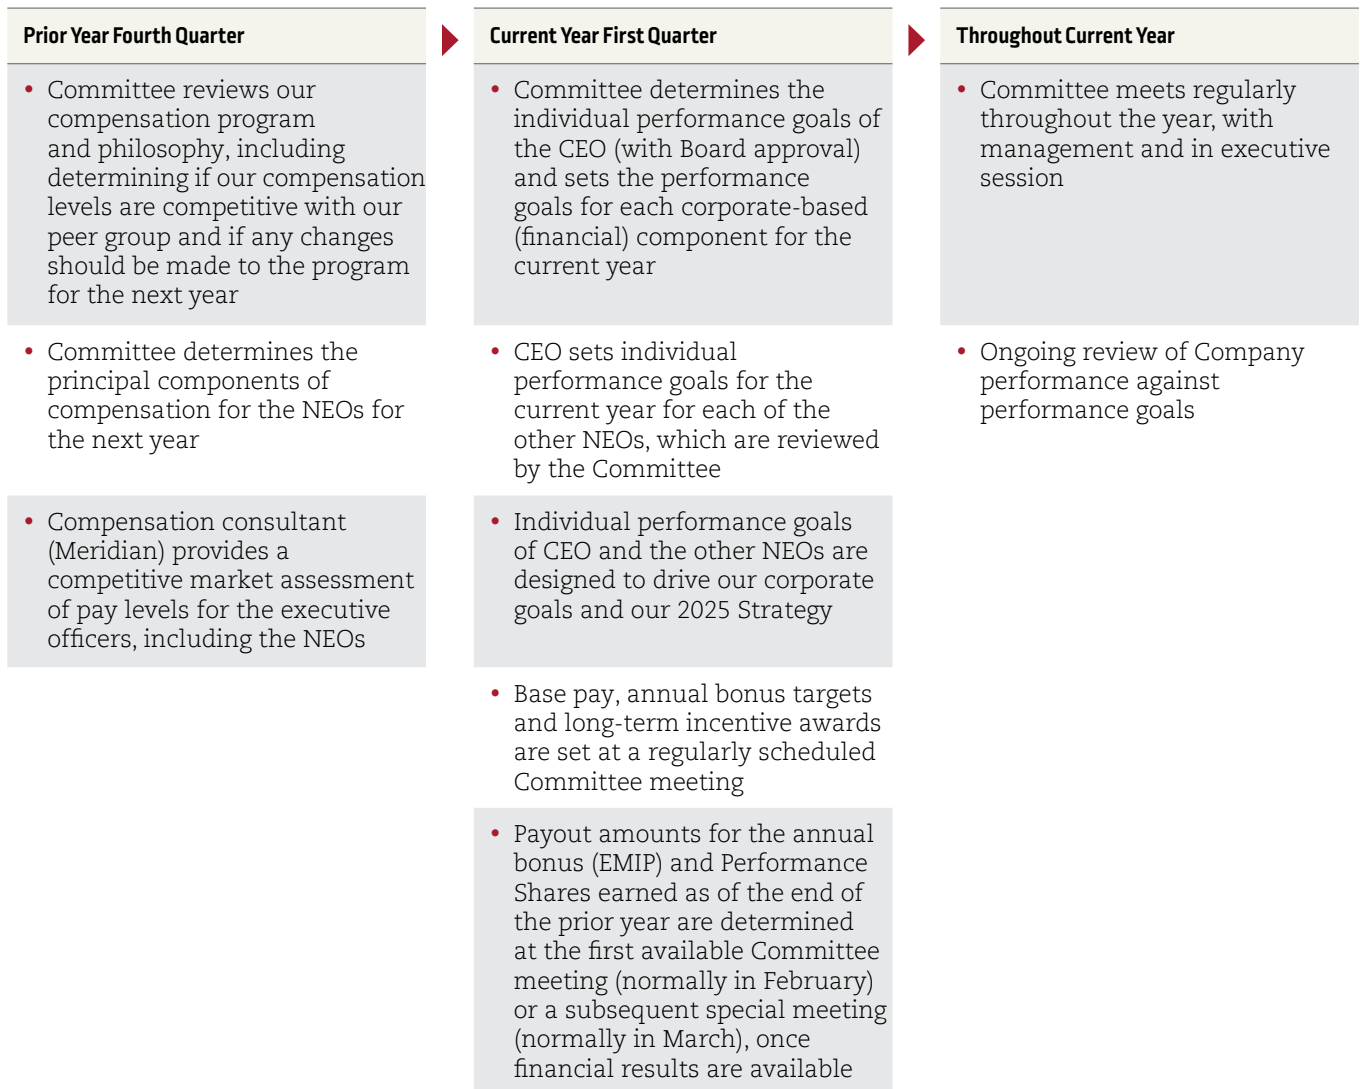 Prior Year Fourth Quarter
• Committee reviews our
compensation program
and philosophy, including
determining if our compensation
levels are competitive with our
peer group and if any changes
should be made to the program
for the next year
• Committee determines the
principal components of
compensation for the NEOs for
the next year
• Compensation consultant
(Meridian) provides a
competitive market assessment
of pay levels for the executive
officers, including the NEOs
Current Year First Quarter
• Committee determines the
individual performance goals of
the CEO (with Board approval)
and sets the performance
goals for each corporate-based
(financial) component for the
current year
• CEO sets individual
performance goals for the
current year for each of the
other NEOs, which are reviewed
by the Committee
• Individual performance goals
of CEO and the other NEOs are
designed to drive our corporate
goals and our 2025 Strategy
• Base pay, annual bonus targets
and long-term incentive awards
are set at a regularly scheduled
Committee meeting
• Payout amounts for the annual
bonus (EMIP) and Performance
Shares earned as of the end of
the prior year are determined
at the first available Committee
meeting (normally in February)
or a subsequent special meeting
(normally in March), once
financial results are available
Throughout Current Year
• Committee meets regularly
throughout the year, with
management and in executive
session
• Ongoing review of Company
performance against
performance goals